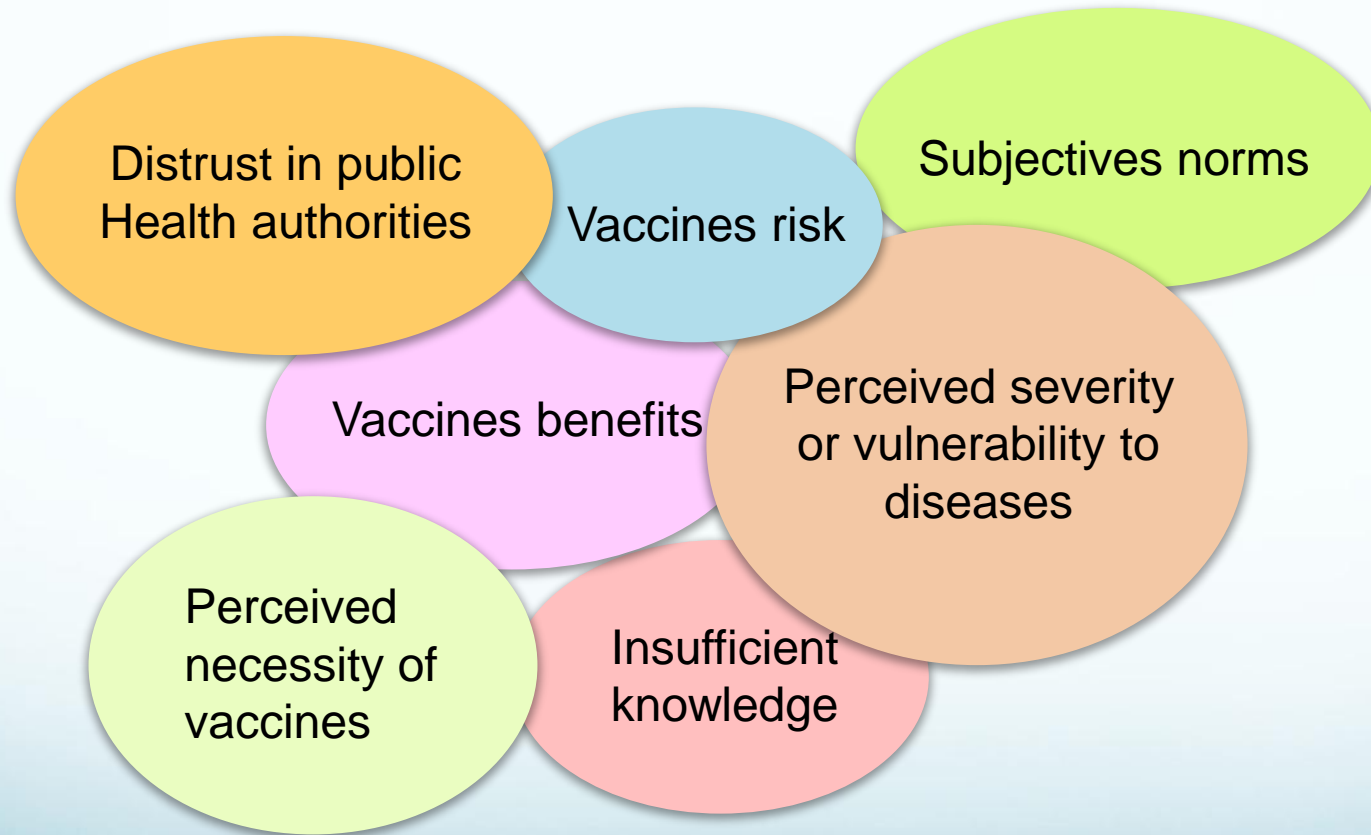 Distrust in public
Health authorities
Vaccines risk
Subjectives norms
Vaccines benefits
Perceived severity
or vulnerability to
diseases
Perceived
necessity of
vaccines
Insufficient
knowledge